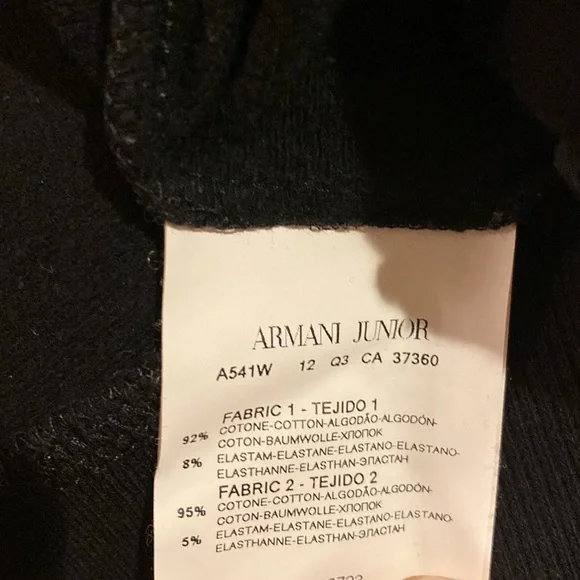 ARMANI JUNIOR
A541W 12 Q3 CA 37360
FABRIC 1 - TEJIDO 1
92% COTONE-COTTON-ALGODÃO-ALGODÓN-
COTON-BAUMWOLLE-ХЛОПОК
8% ELASTAM-ELASTANE-ELASTANO-ELASTANO-
ELASTHANNE-ELASTHAN-ЭЛАСТАН
FABRIC 2 - TEJIDO 2
95% COTONE-COTTON-ALGODÃO-ALGODÓN-
COTON-BAUMWOLLE-ХЛОПОК
5% ELASTAM-ELASTANE-ELASTANO-ELASTANO-
ELASTHANNE-ELASTHAN-ЭЛАСТАН